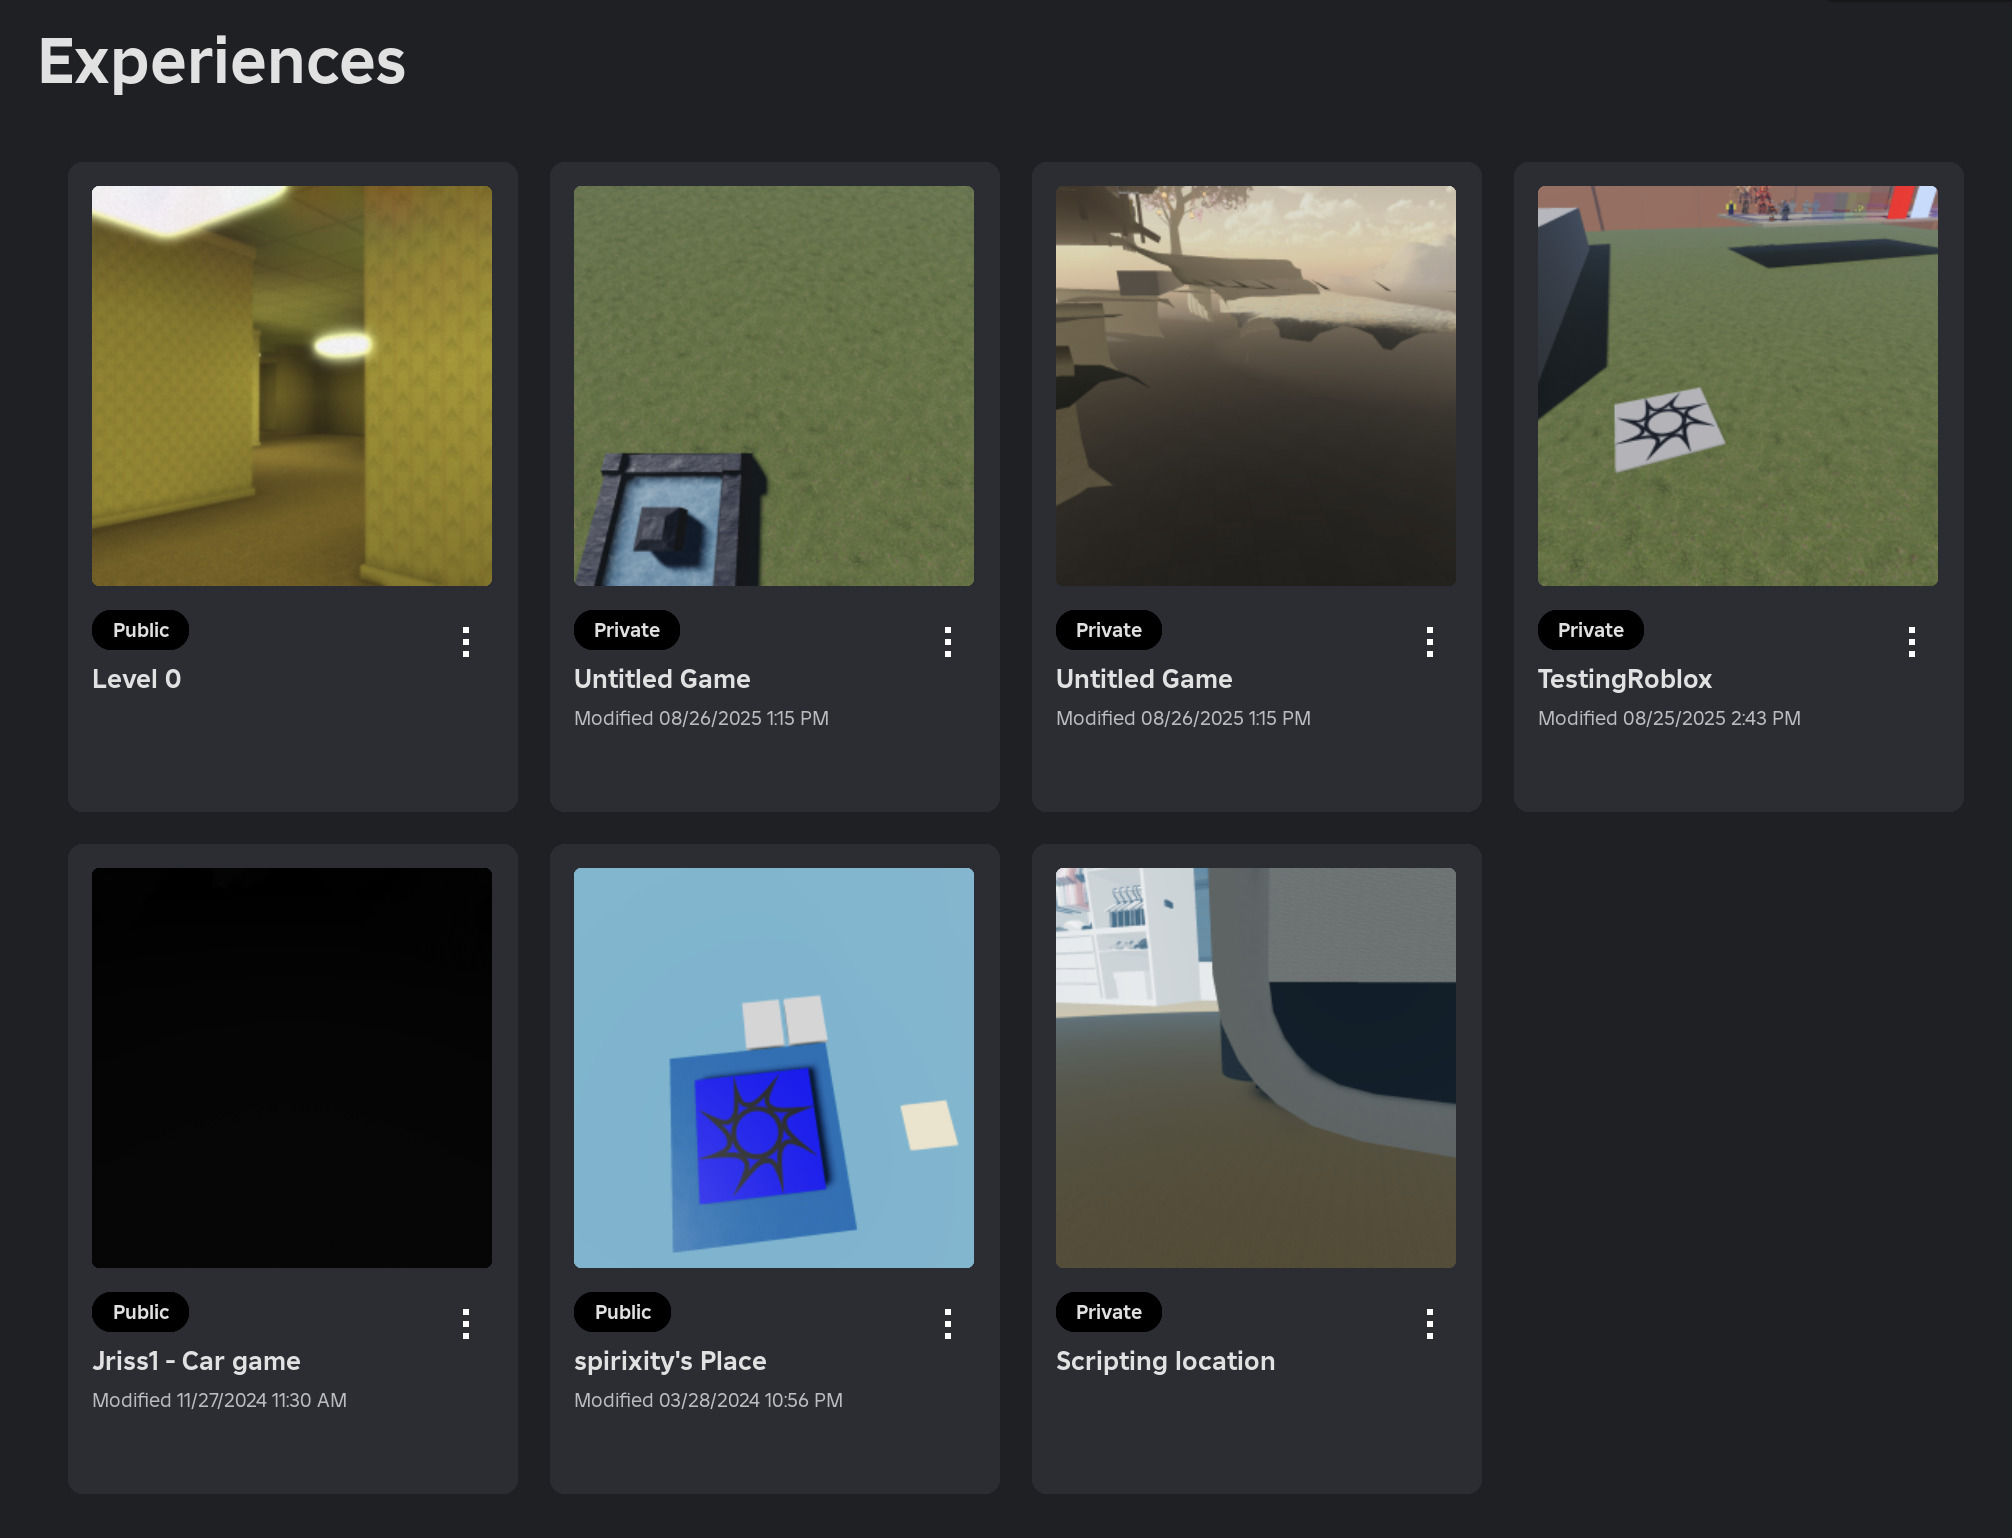 Experiences
Public
Level 0
Private
Untitled Game
Modified 08/26/2025 1:15 PM
Private
Untitled Game
Modified 08/26/2025 1:15 PM
Private
TestingRoblox
Modified 08/25/2025 2:43 PM
Public
Jriss1 - Car game
Modified 11/27/2024 11:30 AM
Public
spirixity's Place
Modified 03/28/2024 10:56 PM
Private
Scripting location